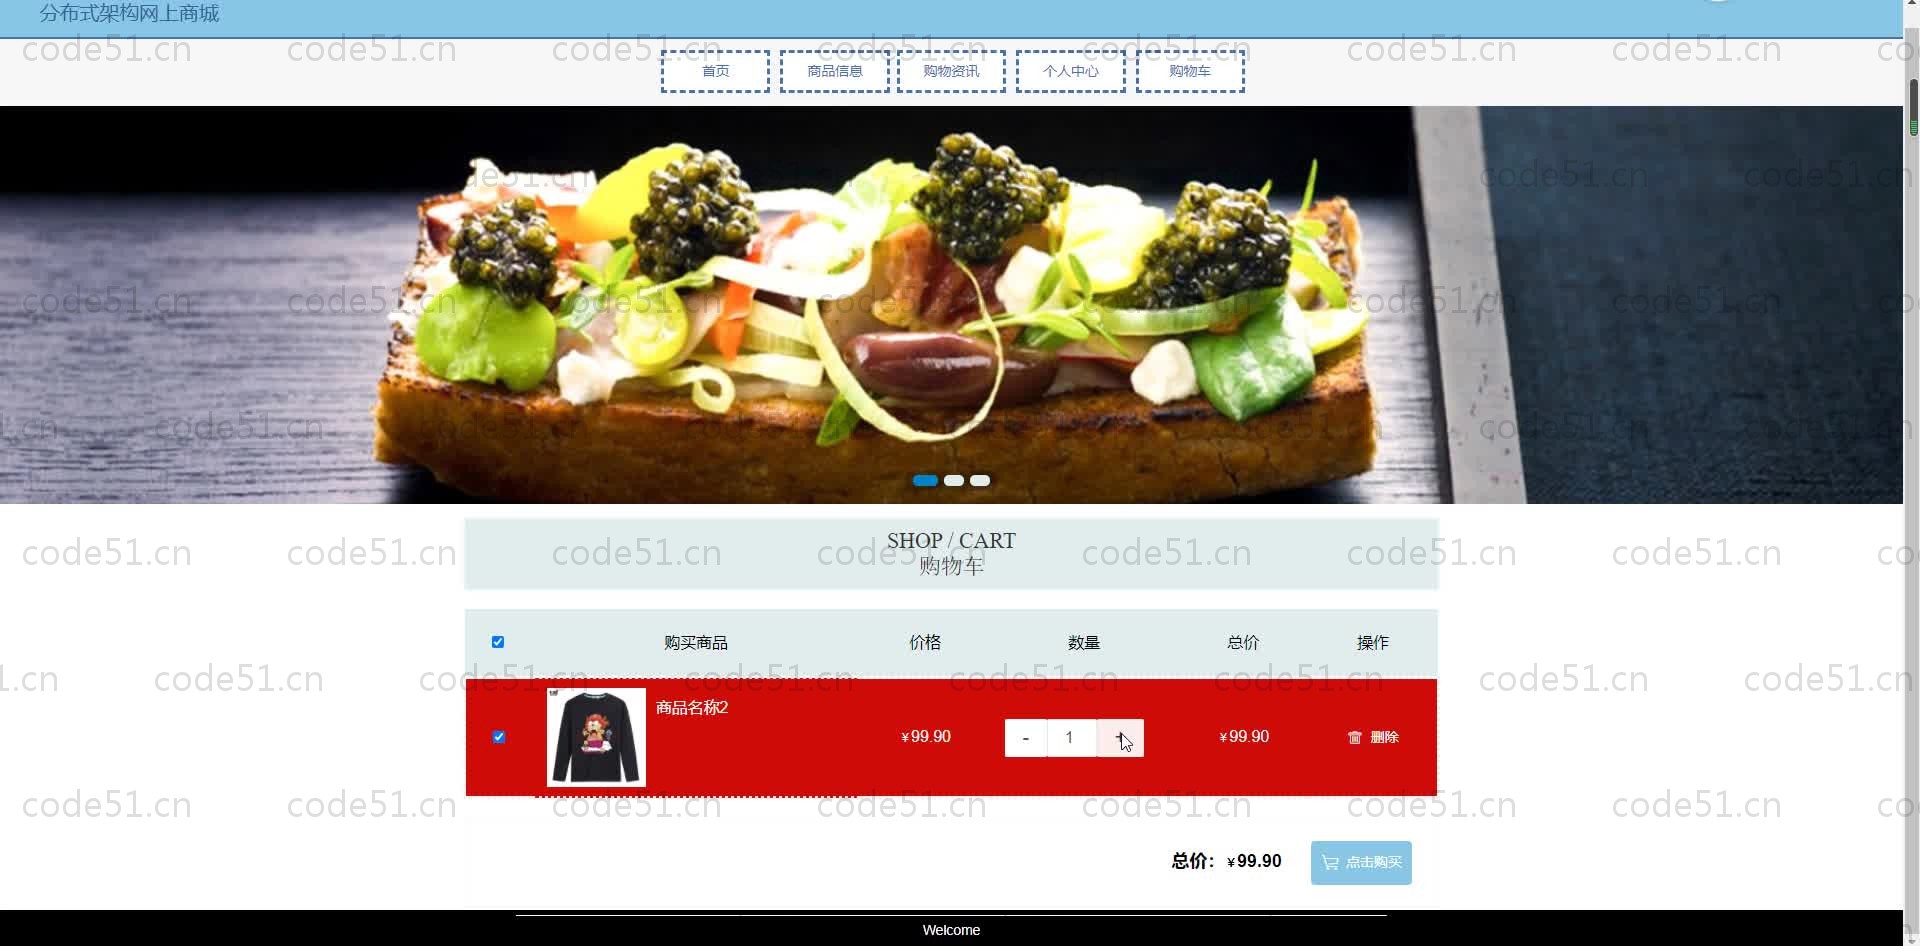 分布式架构网上商城
首页 商品信息 购物资讯 个人中心 购物车
SHOP / CART
购物车
购买商品 价格 数量 总价 操作
商品名称2
¥99.90 - 1 + ¥99.90 删除
总价：¥99.90 点击购买
Welcome
code51.cn